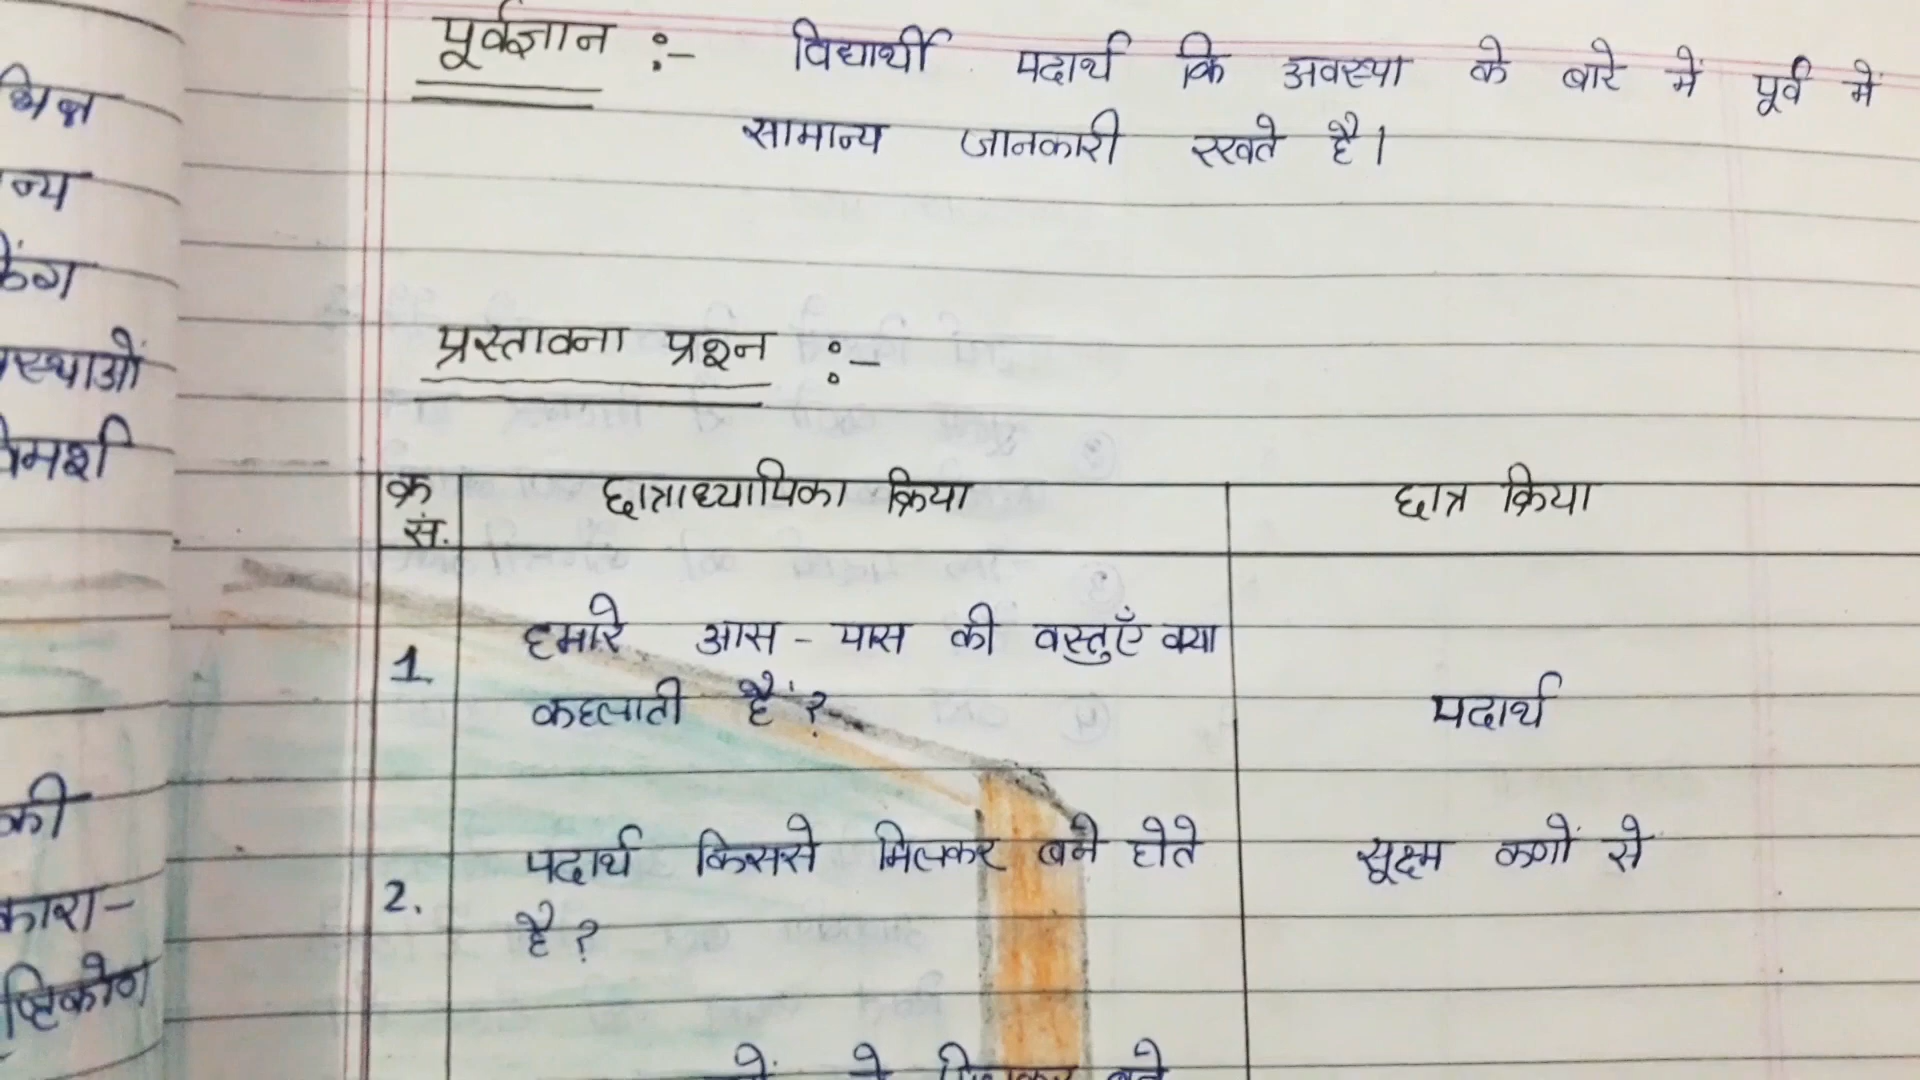 पूर्वज्ञान :- विद्यार्थी पदार्थ कि अवस्था के बारे में पूर्व में
सामान्य जानकारी रखते है।
प्रस्तावना प्रश्न :-
क्र सं. छात्राध्यापिका क्रिया छात्र क्रिया
1. हमारे आस - पास की वस्तुएँ क्या
कहलाती हैं? पदार्थ
2. पदार्थ किससे मिलकर बने होते सूक्ष्म कणों से
है?